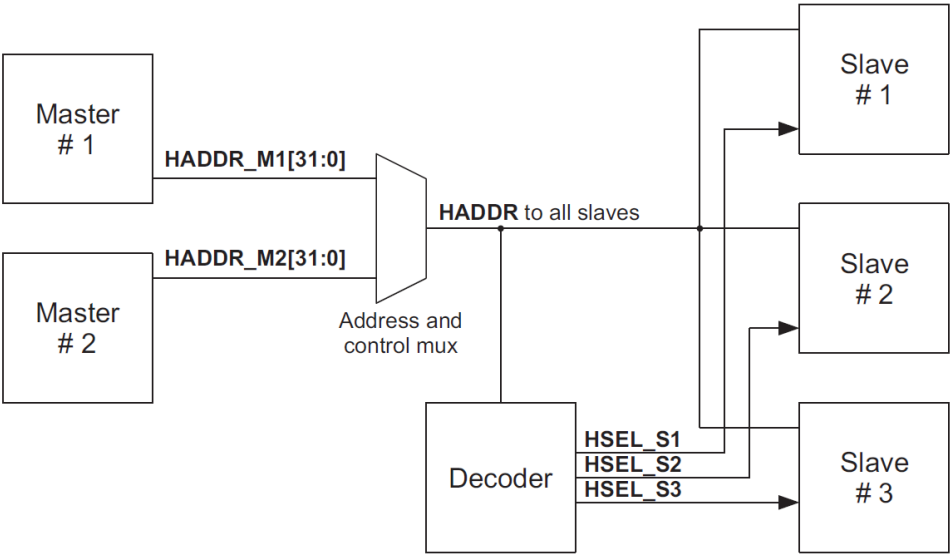 Master
# 1
HADDR_M1[31:0]
Master
# 2
HADDR_M2[31:0]
Address and
control mux
HADDR to all slaves
Decoder
HSEL_S1
HSEL_S2
HSEL_S3
Slave
# 1
Slave
# 2
Slave
# 3